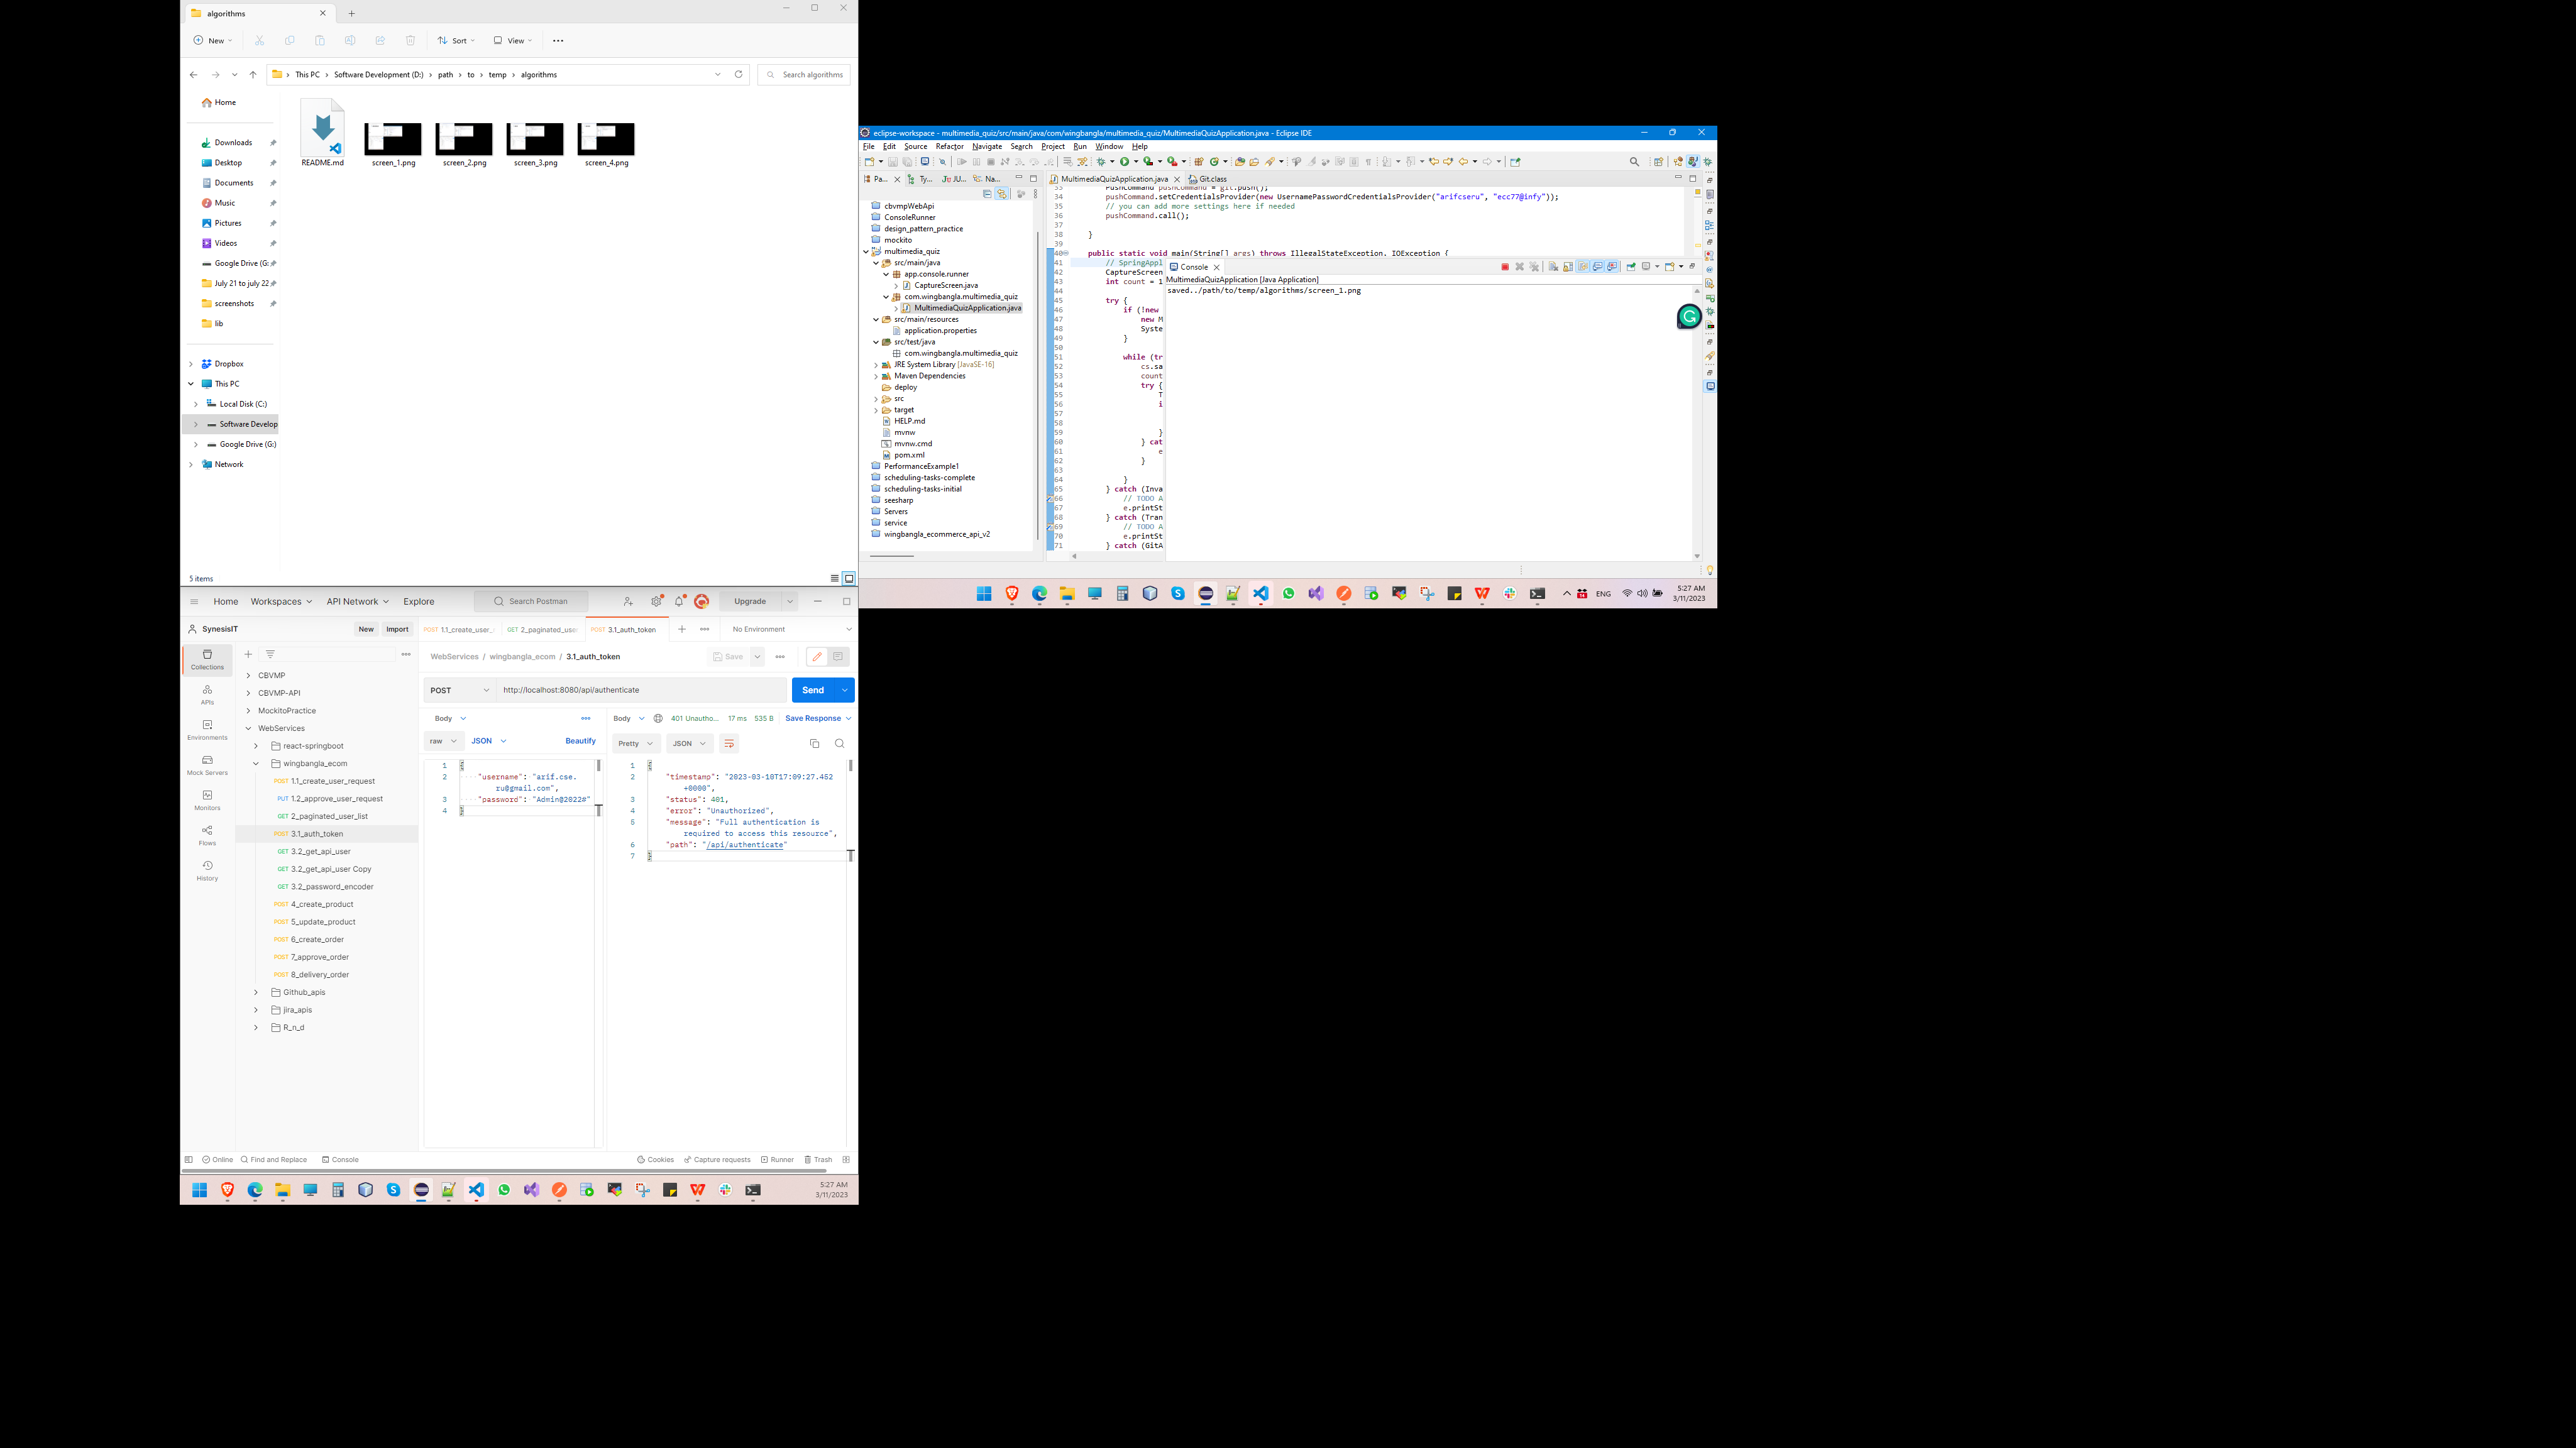 algorithms
New
Sort
View
This PC > Software Development (D:) > path > to > temp > algorithms
Search algorithms
Home
Downloads
Desktop
Documents
Music
Pictures
Videos
Google Drive (G:
July 21 to july 22
screenshots
lib
Dropbox
This PC
Local Disk (C:)
Software Develop
Google Drive (G:)
Network
README.md
screen_1.png
screen_2.png
screen_3.png
screen_4.png
5 items
eclipse-workspace - multimedia_quiz/src/main/java/com/wingbangla/multimedia_quiz/MultimediaQuizApplication.java - Eclipse IDE
File Edit Source Refactor Navigate Search Project Run Window Help
Pa... Ty... JU... Na...
MultimediaQuizApplication.java
Git.class
cbvmpWebApi
ConsoleRunner
design_pattern_practice
mockito
multimedia_quiz
src/main/java
app.console.runner
CaptureScreen.java
com.wingbangla.multimedia_quiz
MultimediaQuizApplication.java
src/main/resources
application.properties
src/test/java
com.wingbangla.multimedia_quiz
JRE System Library [JavaSE-16]
Maven Dependencies
deploy
src
target
HELP.md
mvnw
mvnw.cmd
pom.xml
PerformanceExample1
scheduling-tasks-complete
scheduling-tasks-initial
seesharp
Servers
service
wingbangla_ecommerce_api_v2
33 PushCommand pushCommand = git.push();
34 pushCommand.setCredentialsProvider(new UsernamePasswordCredentialsProvider("arifcseru", "ecc77@infy"));
35 // you can add more settings here if needed
36 pushCommand.call();
37
38 }
39
40 public static void main(String[] args) throws IllegalStateException, IOException {
41 // SpringAppl
42 CaptureScreen
43 int count = 1
44
45 try {
46 if (!new
47 new M
48 Syste
49 }
50
51 while (tr
52 cs.sa
53 count
54 try {
55 T
56 i
57
58
59 }
60 } cat
61 e
62 }
63
64 }
65 } catch (Inva
66 // TODO A
67 e.printSt
68 } catch (Tran
69 // TODO A
70 e.printSt
71 } catch (GitA
Console
MultimediaQuizApplication [Java Application]
saved../path/to/temp/algorithms/screen_1.png
ENG
5:27 AM
3/11/2023
Home Workspaces API Network Explore
Search Postman
Upgrade
SynesisIT
New
Import
POST 1.1_create_user_
GET 2_paginated_use
POST 3.1_auth_token
No Environment
Collections
APIs
Environments
Mock Servers
Monitors
Flows
History
CBVMP
CBVMP-API
MockitoPractice
WebServices
react-springboot
wingbangla_ecom
POST 1.1_create_user_request
PUT 1.2_approve_user_request
GET 2_paginated_user_list
POST 3.1_auth_token
GET 3.2_get_api_user
GET 3.2_get_api_user Copy
GET 3.2_password_encoder
POST 4_create_product
POST 5_update_product
POST 6_create_order
POST 7_approve_order
POST 8_delivery_order
Github_apis
jira_apis
R_n_d
WebServices / wingbangla_ecom / 3.1_auth_token
Save
POST
http://localhost:8080/api/authenticate
Send
Body
raw
JSON
Beautify
1 {
2 "username": "arif.cse.
ru@gmail.com",
3 "password": "Admin@2022#"
4 }
Body
401 Unautho...
17 ms
535 B
Save Response
Pretty
JSON
1 {
2 "timestamp": "2023-03-10T17:09:27.452
+0000",
3 "status": 401,
4 "error": "Unauthorized",
5 "message": "Full authentication is
required to access this resource",
6 "path": "/api/authenticate"
7 }
Online
Find and Replace
Console
Cookies
Capture requests
Runner
Trash
5:27 AM
3/11/2023